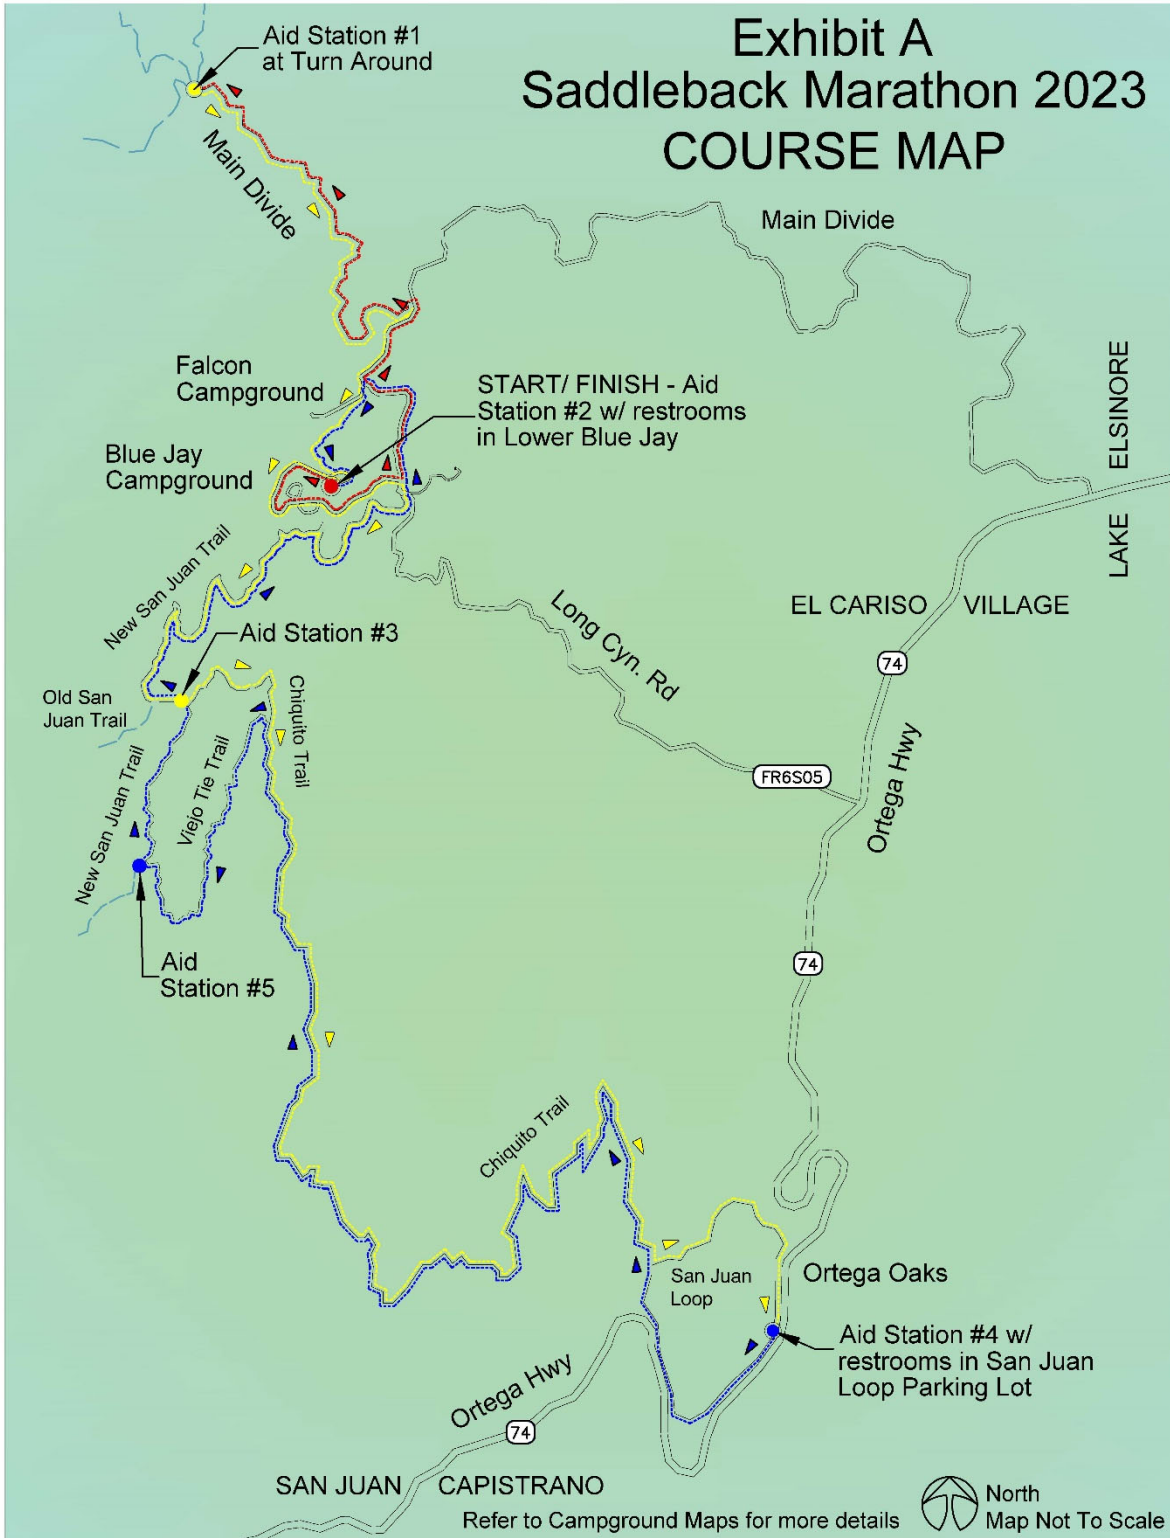 Exhibit A
Saddleback Marathon 2023
COURSE MAP
Aid Station #1
at Turn Around
Main Divide
Main Divide
Falcon
Campground
START/ FINISH - Aid
Station #2 w/ restrooms
in Lower Blue Jay
Blue Jay
Campground
LAKE ELSINORE
New San Juan Trail
Aid Station #3
Long Cyn. Rd
EL CARISO VILLAGE
74
Old San
Juan Trail
Chiquito Trail
Viejo Tie Trail
New San Juan Trail
FR6S05
Ortega Hwy
Aid
Station #5
74
Chiquito Trail
San Juan
Loop
Ortega Oaks
Aid Station #4 w/
restrooms in San Juan
Loop Parking Lot
Ortega Hwy
74
SAN JUAN CAPISTRANO
North
Map Not To Scale
Refer to Campground Maps for more details